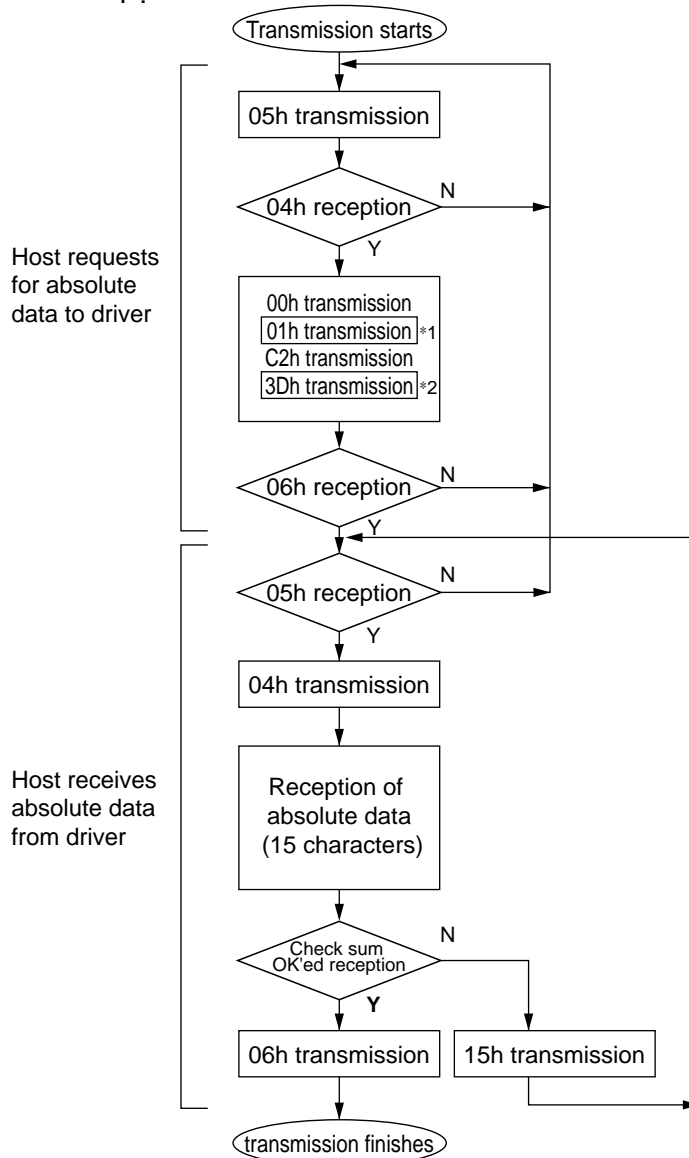 Transmission starts
05h transmission
04h reception
N
Y
Host requests
for absolute
data to driver
00h transmission
01h transmission *1
C2h transmission
3Dh transmission *2
06h reception
N
Y
05h reception
N
Y
04h transmission
Host receives
absolute data
from driver
Reception of
absolute data
(15 characters)
Check sum
OK'ed reception
N
Y
06h transmission
15h transmission
transmission finishes